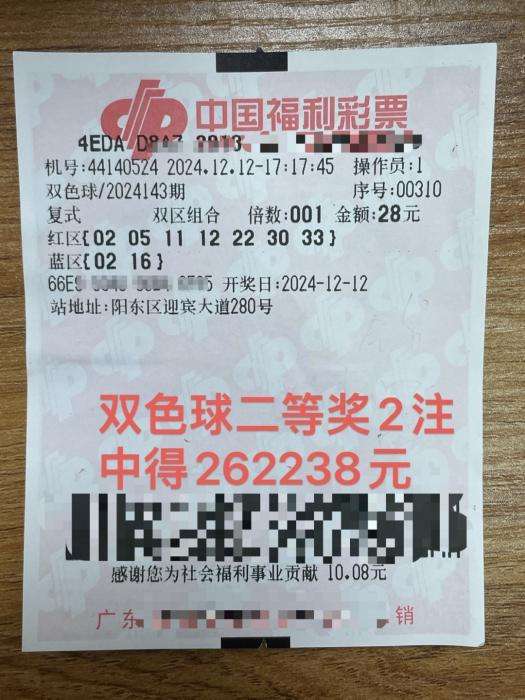 中国福利彩票
4EDA
机号:44140524 2024.12.12-17:17:45 操作员:1
双色球/2024143期 序号:00310
复式 双区组合 倍数:001 金额:28元
红区{02 05 11 12 22 30 33}
蓝区{02 16}
66E9 开奖日:2024-12-12
站地址:阳东区迎宾大道280号
双色球二等奖2注
中得262238元
感谢您为社会福利事业贡献 10.08元
广东 销